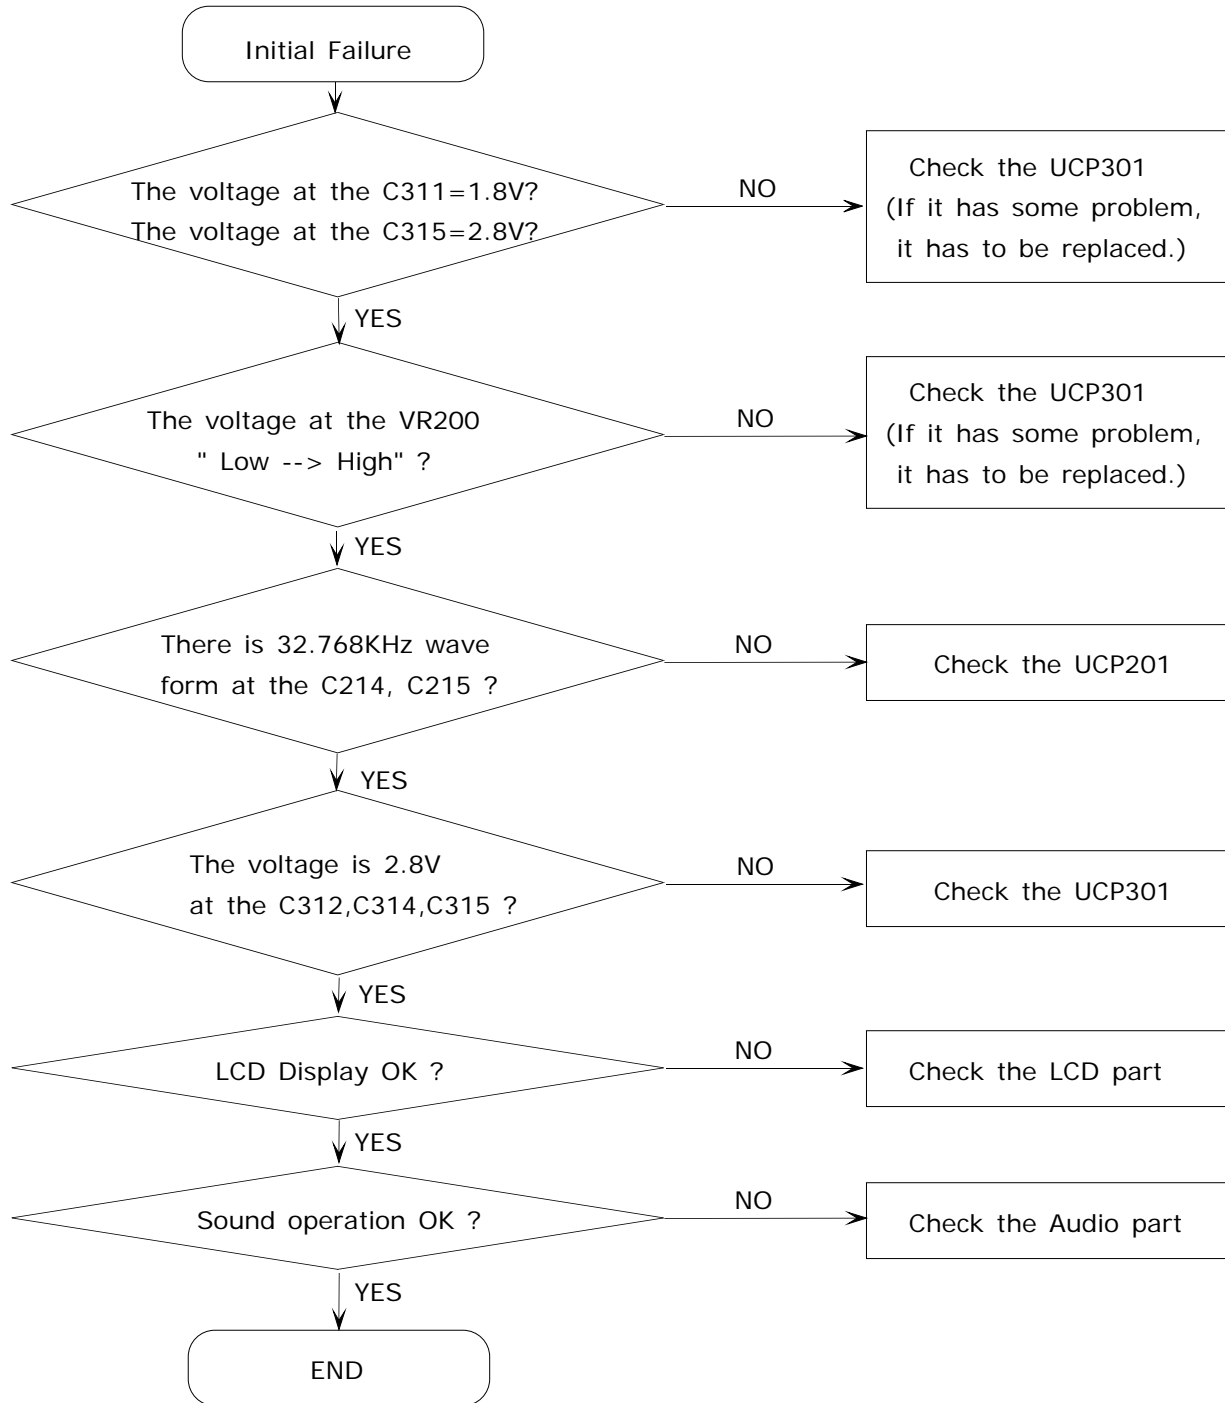 Initial Failure
The voltage at the C311=1.8V?
The voltage at the C315=2.8V?
NO
Check the UCP301
(If it has some problem,
it has to be replaced.)
YES
The voltage at the VR200
" Low --> High" ?
NO
Check the UCP301
(If it has some problem,
it has to be replaced.)
YES
There is 32.768KHz wave
form at the C214, C215 ?
NO
Check the UCP201
YES
The voltage is 2.8V
at the C312,C314,C315 ?
NO
Check the UCP301
YES
LCD Display OK ?
NO
Check the LCD part
YES
Sound operation OK ?
NO
Check the Audio part
YES
END